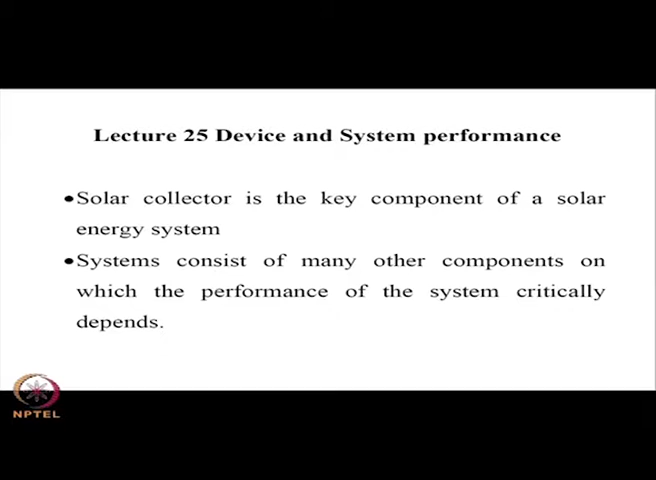 Lecture 25 Device and System performance
●Solar collector is the key component of a solar
energy system
●Systems consist of many other components on
which the performance of the system critically
depends.
NPTEL